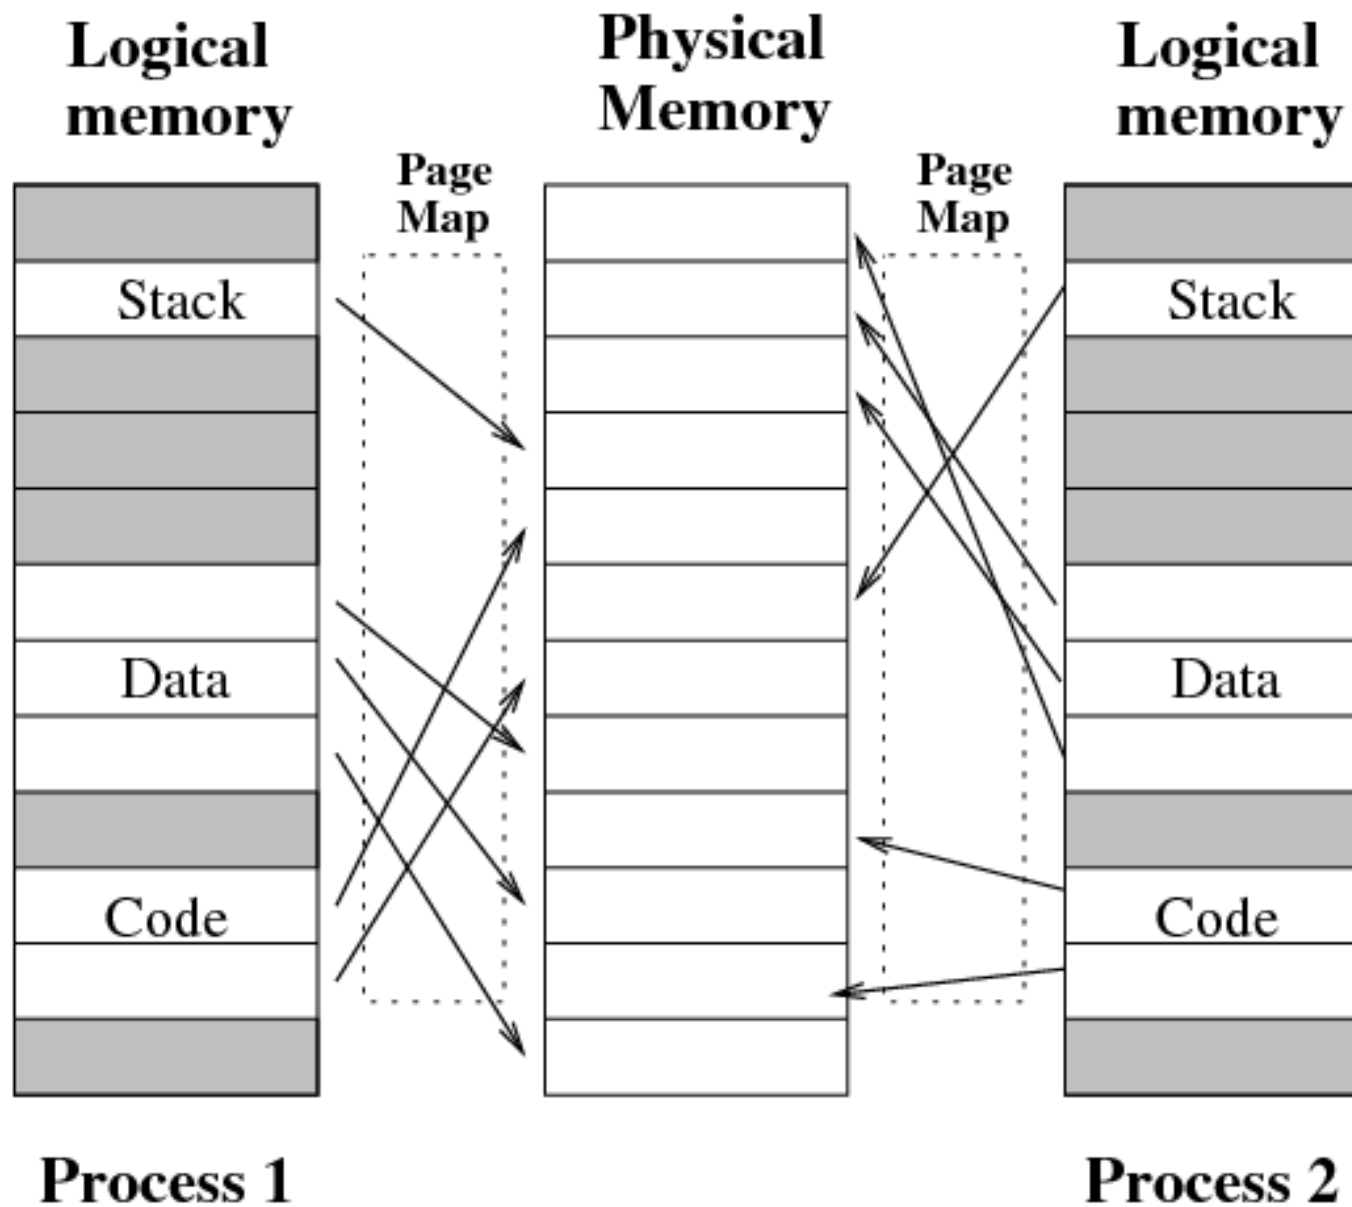 Logical
memory
Physical
Memory
Logical
memory
Page
Map
Page
Map
Stack
Data
Code
Stack
Data
Code
Process 1
Process 2